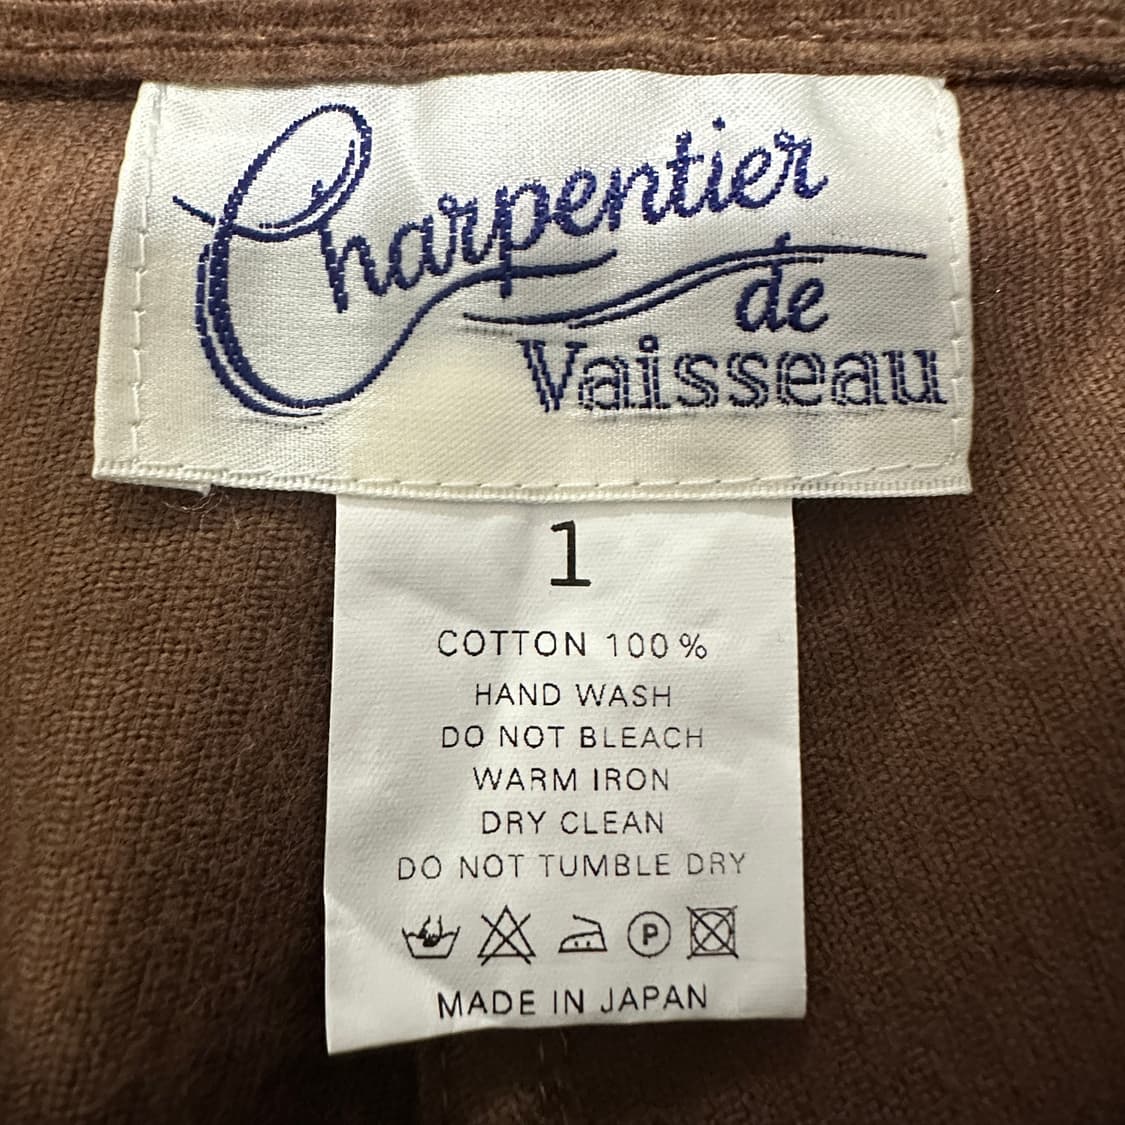 Charpentier
de
Vaisseau
1
COTTON 100%
HAND WASH
DO NOT BLEACH
WARM IRON
DRY CLEAN
DO NOT TUMBLE DRY
P
MADE IN JAPAN